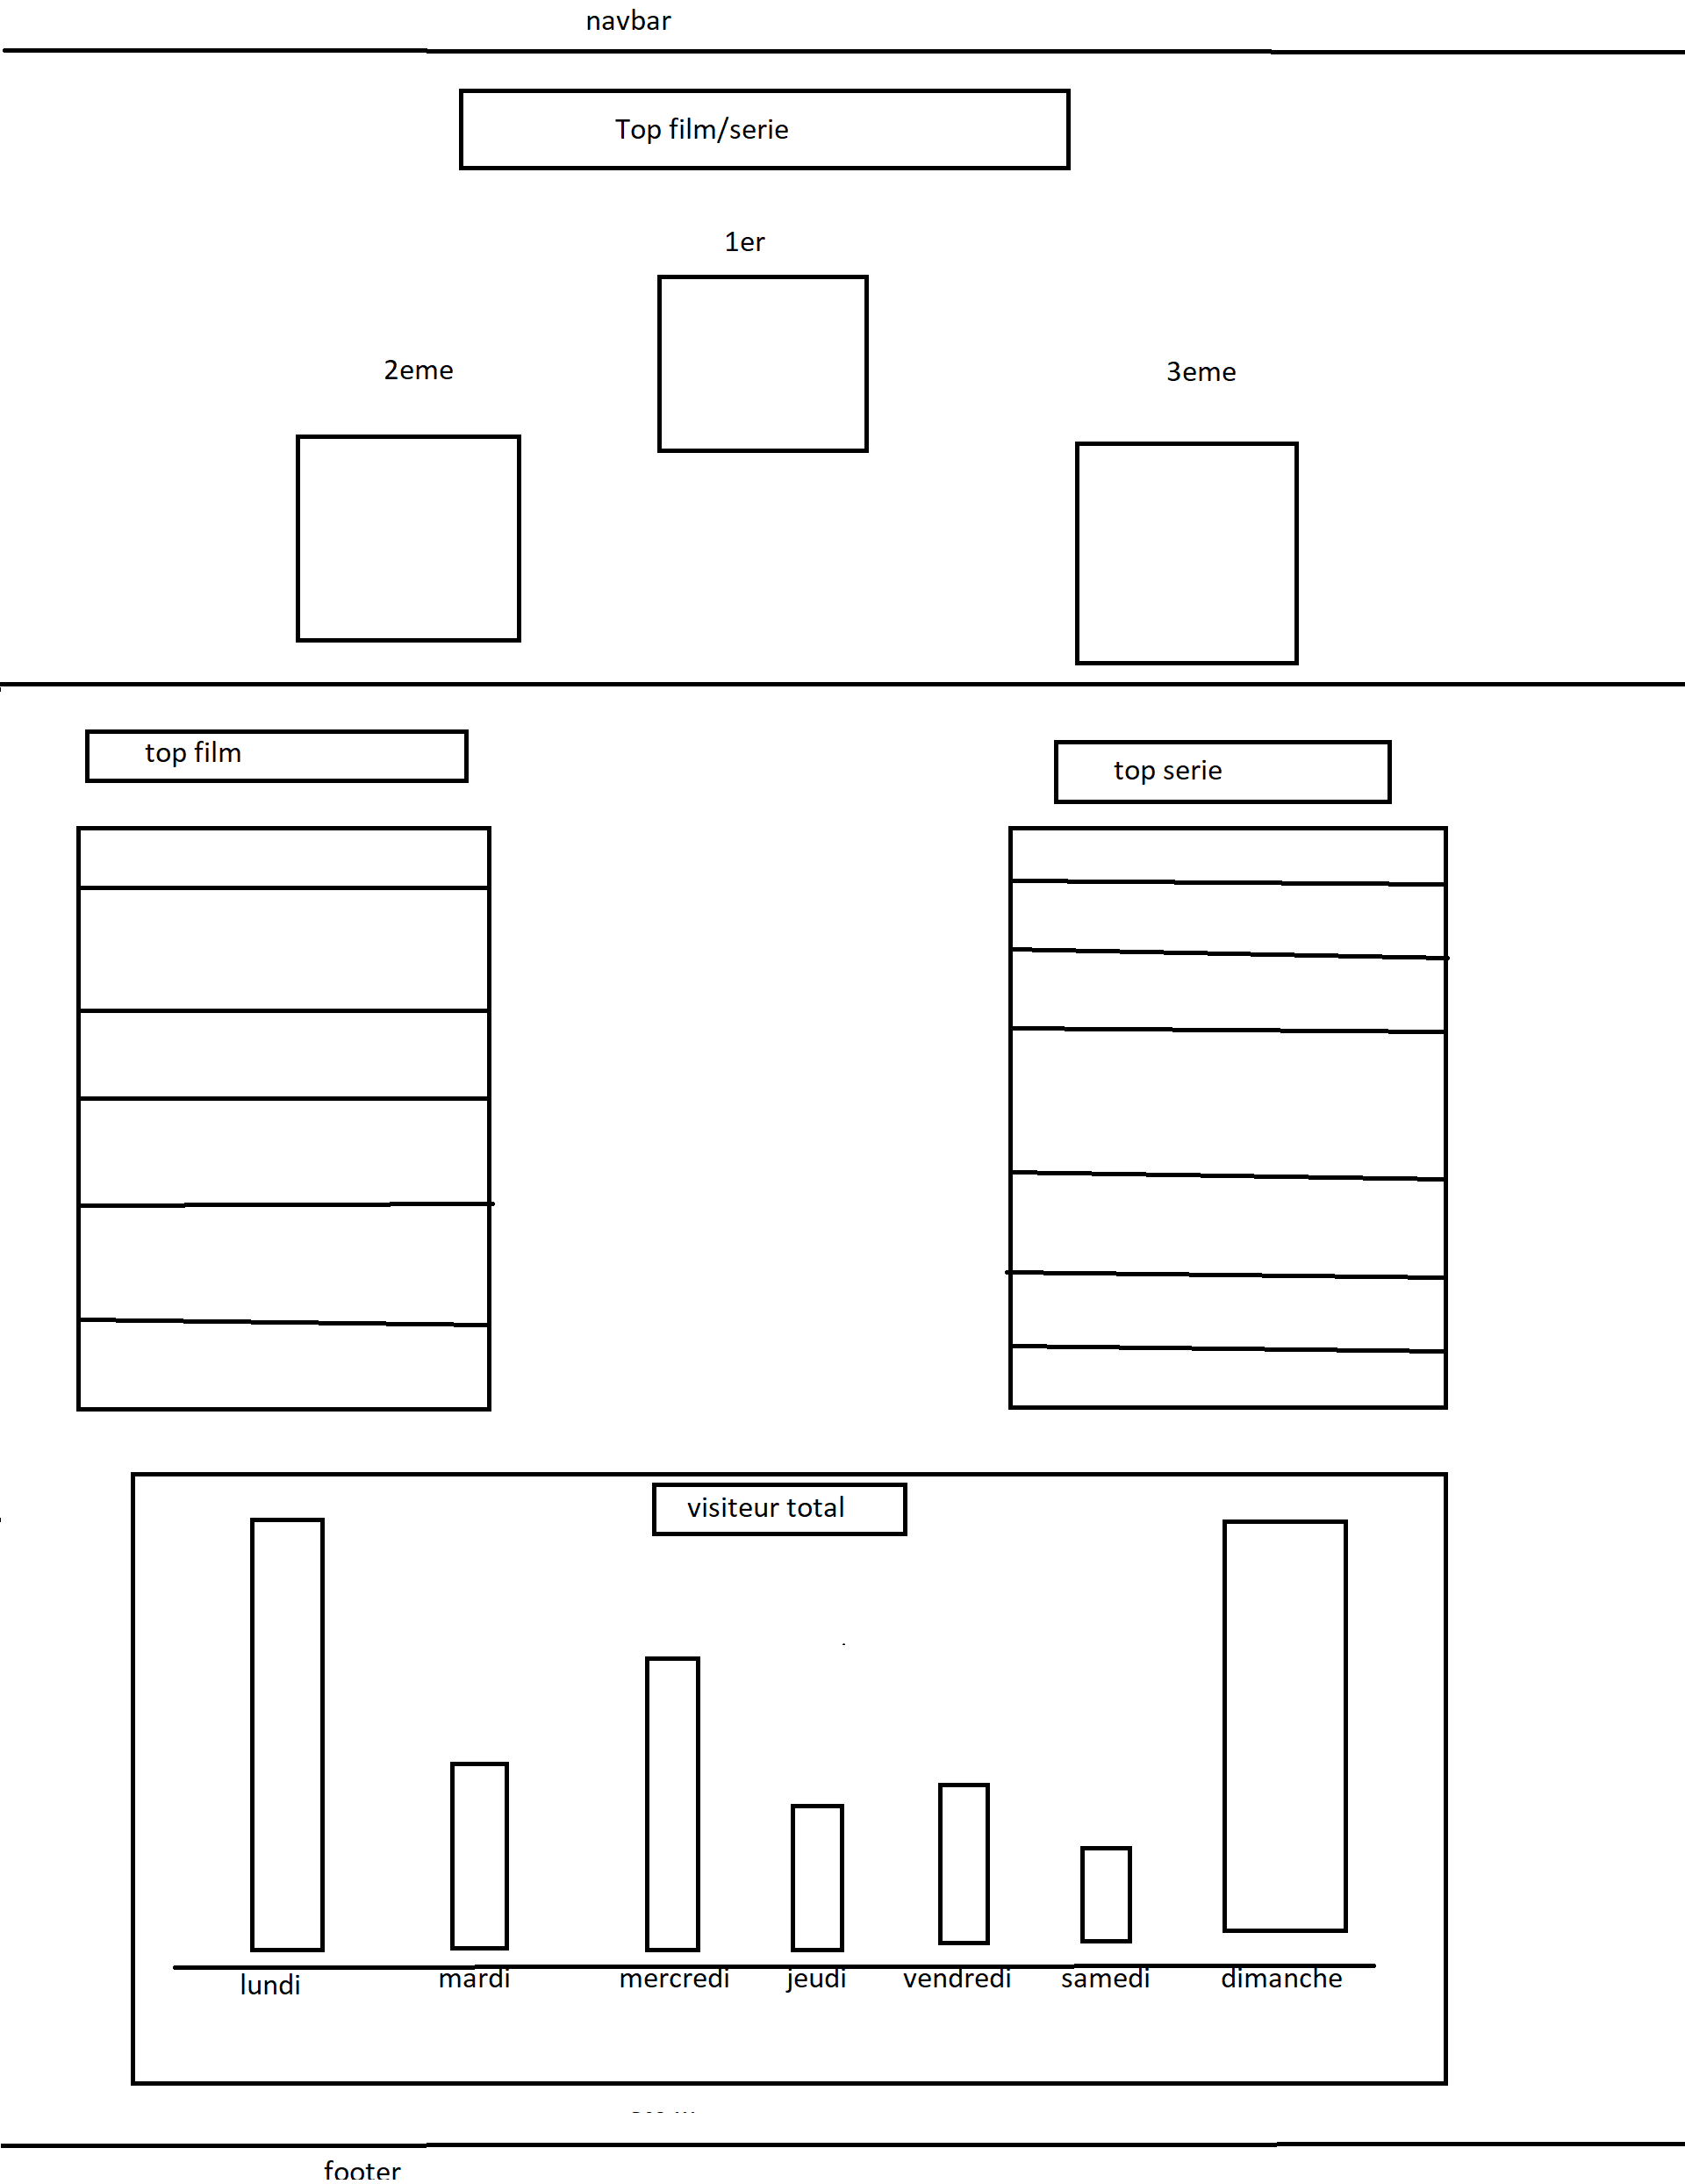 navbar
Top film/serie
1er
2eme
3eme
top film
top serie
visiteur total
lundi
mardi
mercredi
jeudi
vendredi
samedi
dimanche
footer